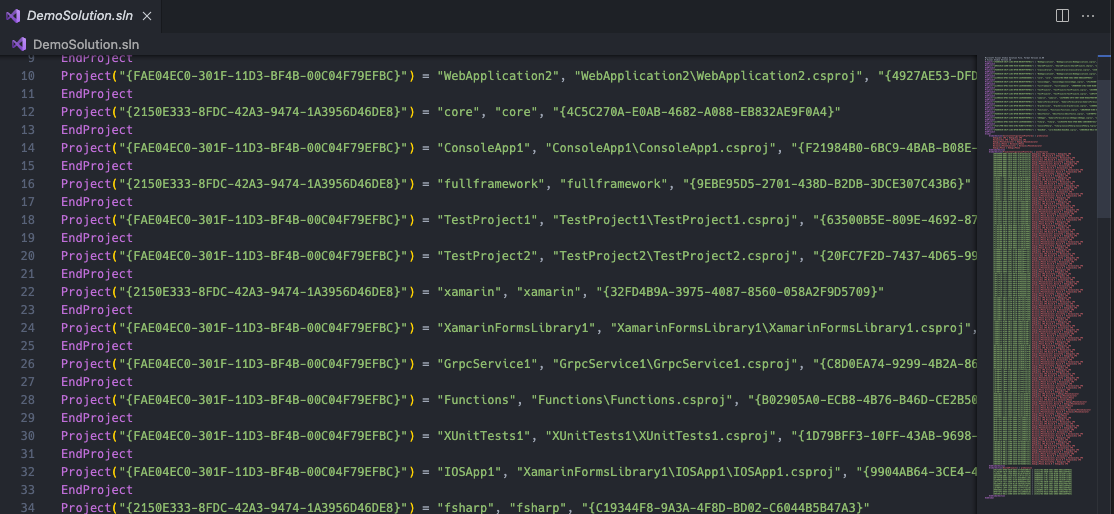 DemoSolution.sln
DemoSolution.sln
9 EndProject
10 Project("{FAE04EC0-301F-11D3-BF4B-00C04F79EFBC}") = "WebApplication2", "WebApplication2\WebApplication2.csproj", "{4927AE53-DFD
11 EndProject
12 Project("{2150E333-8FDC-42A3-9474-1A3956D46DE8}") = "core", "core", "{4C5C270A-E0AB-4682-A088-EB832AE9F0A4}"
13 EndProject
14 Project("{FAE04EC0-301F-11D3-BF4B-00C04F79EFBC}") = "ConsoleApp1", "ConsoleApp1\ConsoleApp1.csproj", "{F21984B0-6BC9-4BAB-B08E-
15 EndProject
16 Project("{2150E333-8FDC-42A3-9474-1A3956D46DE8}") = "fullframework", "fullframework", "{9EBE95D5-2701-438D-B2DB-3DCE307C43B6}"
17 EndProject
18 Project("{FAE04EC0-301F-11D3-BF4B-00C04F79EFBC}") = "TestProject1", "TestProject1\TestProject1.csproj", "{63500B5E-809E-4692-87
19 EndProject
20 Project("{FAE04EC0-301F-11D3-BF4B-00C04F79EFBC}") = "TestProject2", "TestProject2\TestProject2.csproj", "{20FC7F2D-7437-4D65-99
21 EndProject
22 Project("{2150E333-8FDC-42A3-9474-1A3956D46DE8}") = "xamarin", "xamarin", "{32FD4B9A-3975-4087-8560-058A2F9D5709}"
23 EndProject
24 Project("{FAE04EC0-301F-11D3-BF4B-00C04F79EFBC}") = "XamarinFormsLibrary1", "XamarinFormsLibrary1\XamarinFormsLibrary1.csproj",
25 EndProject
26 Project("{FAE04EC0-301F-11D3-BF4B-00C04F79EFBC}") = "GrpcService1", "GrpcService1\GrpcService1.csproj", "{C8D0EA74-9299-4B2A-86
27 EndProject
28 Project("{FAE04EC0-301F-11D3-BF4B-00C04F79EFBC}") = "Functions", "Functions\Functions.csproj", "{B02905A0-ECB8-4B76-B46D-CE2B50
29 EndProject
30 Project("{FAE04EC0-301F-11D3-BF4B-00C04F79EFBC}") = "XUnitTests1", "XUnitTests1\XUnitTests1.csproj", "{1D79BFF3-10FF-43AB-9698-
31 EndProject
32 Project("{FAE04EC0-301F-11D3-BF4B-00C04F79EFBC}") = "IOSApp1", "XamarinFormsLibrary1\IOSApp1\IOSApp1.csproj", "{9904AB64-3CE4-4
33 EndProject
34 Project("{2150E333-8FDC-42A3-9474-1A3956D46DE8}") = "fsharp", "fsharp", "{C19344F8-9A3A-4F8D-BD02-C6044B5B47A3}"